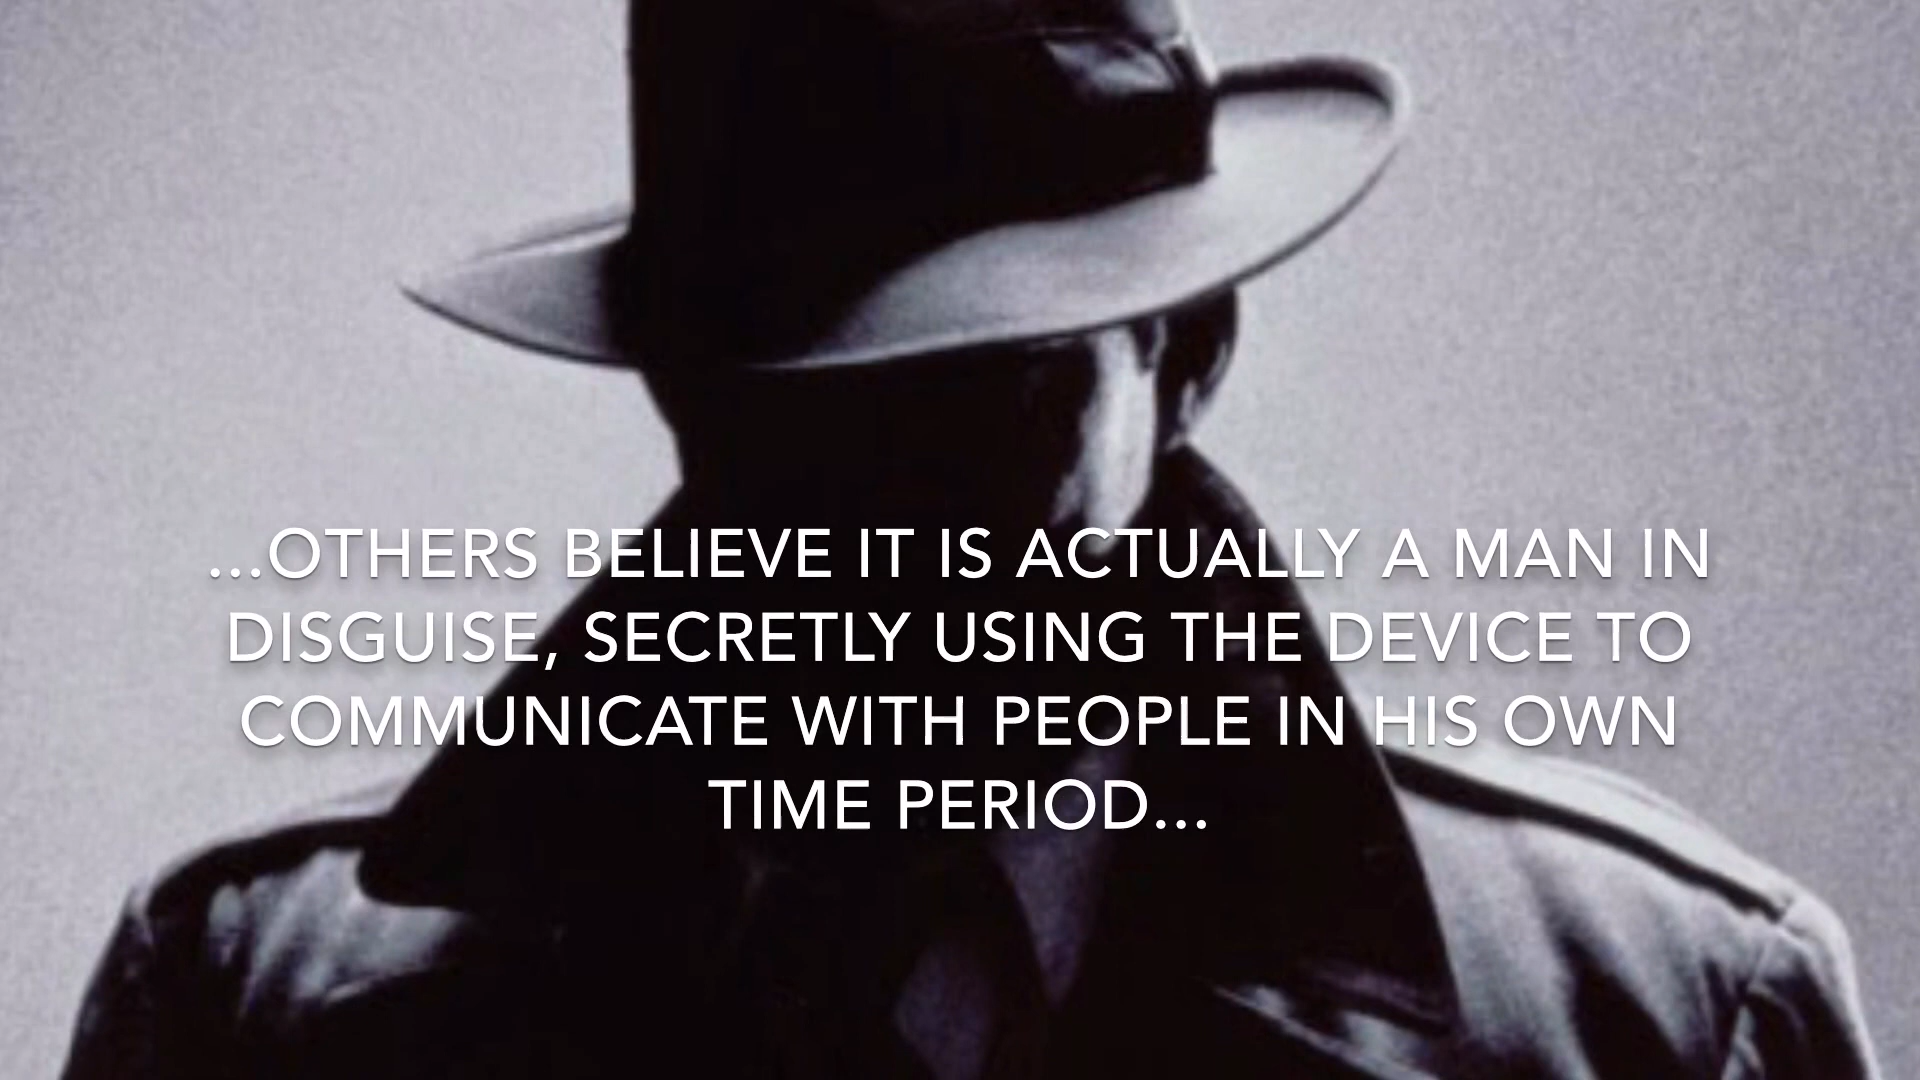 ...OTHERS BELIEVE IT IS ACTUALLY A MAN IN
DISGUISE, SECRETLY USING THE DEVICE TO
COMMUNICATE WITH PEOPLE IN HIS OWN
TIME PERIOD...